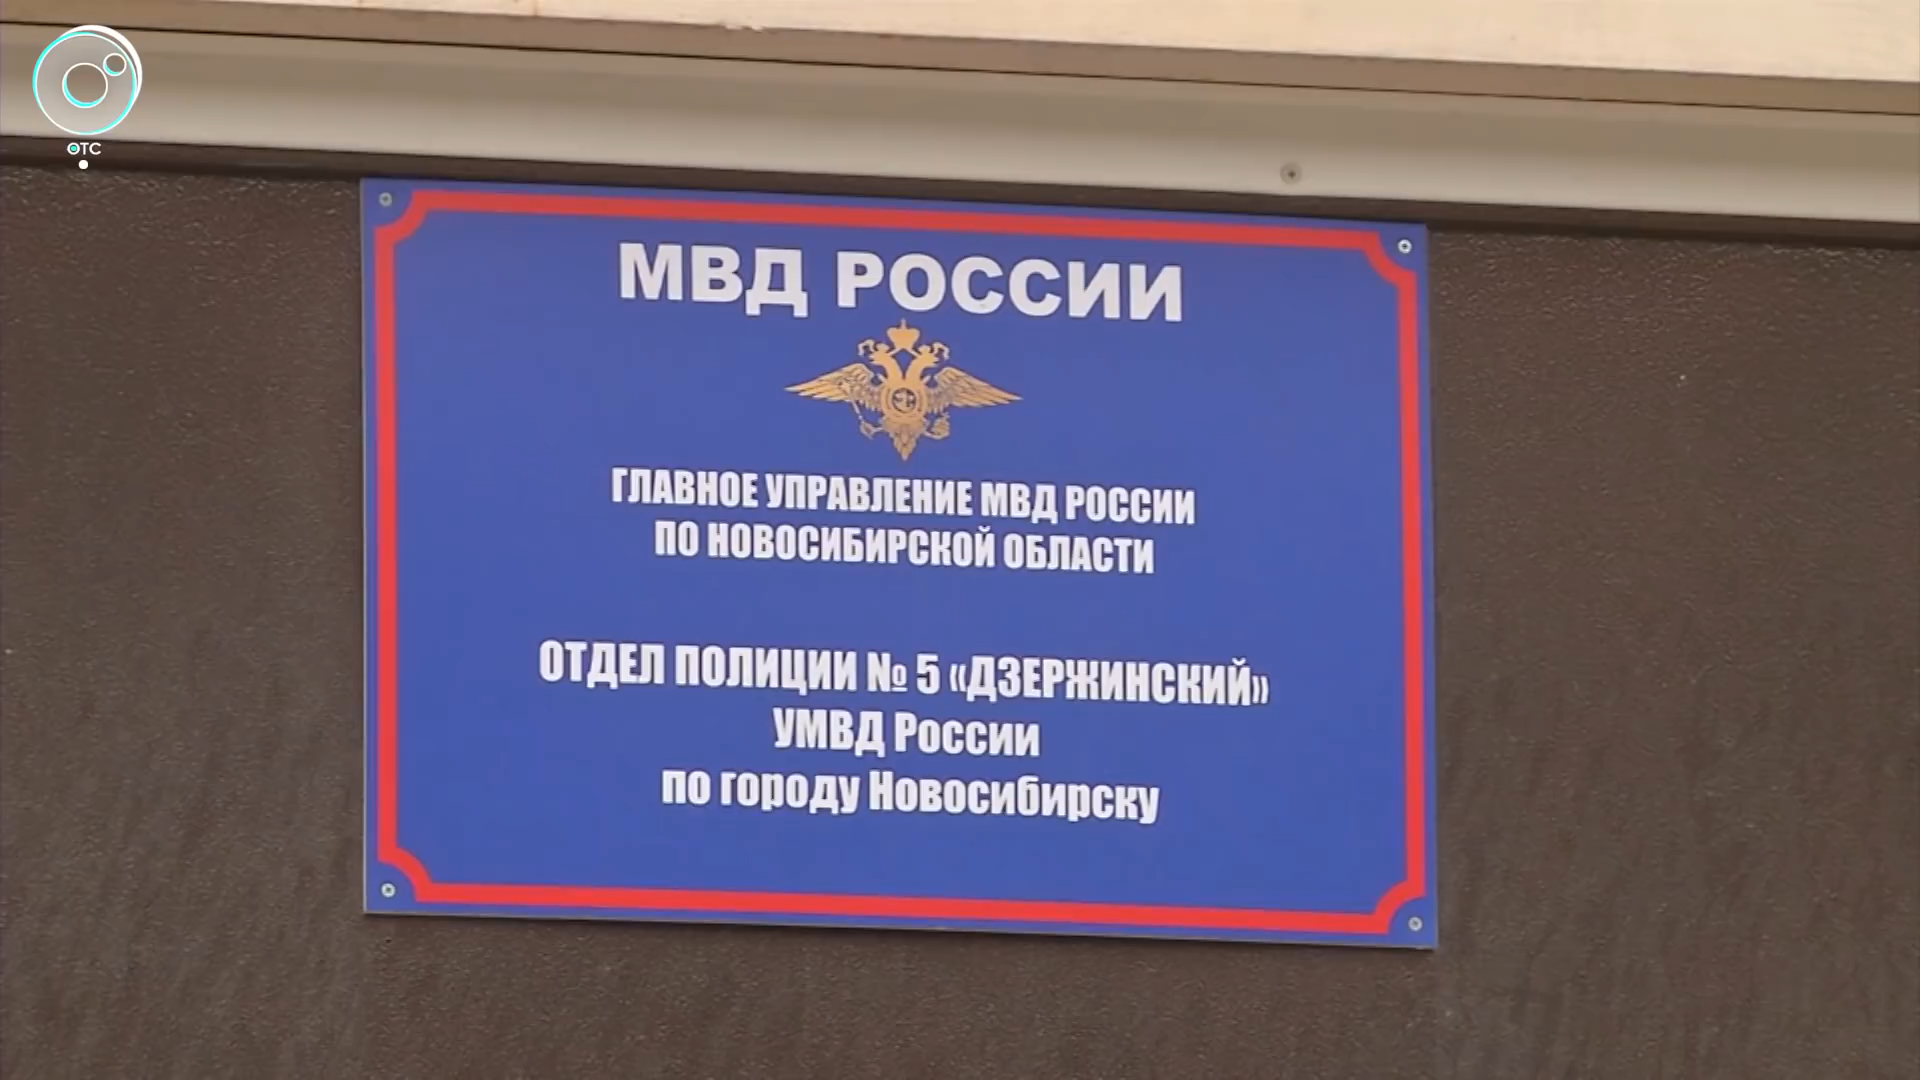 ОТС
МВД РОССИИ
ГЛАВНОЕ УПРАВЛЕНИЕ МВД РОССИИ
ПО НОВОСИБИРСКОЙ ОБЛАСТИ
ОТДЕЛ ПОЛИЦИИ № 5 «ДЗЕРЖИНСКИЙ»
УМВД РОССИИ
по городу Новосибирску